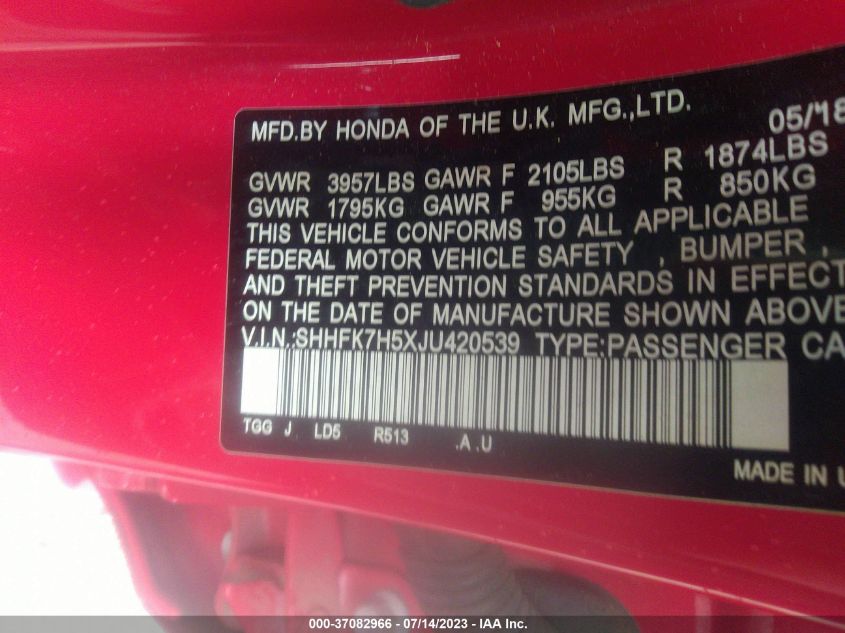 MFD.BY HONDA OF THE U.K. MFG.,LTD. 05/18
GVWR 3957LBS GAWR F 2105LBS R 1874LBS
GVWR 1795KG GAWR F 955KG R 850KG
THIS VEHICLE CONFORMS TO ALL APPLICABLE
FEDERAL MOTOR VEHICLE SAFETY , BUMPER ,
AND THEFT PREVENTION STANDARDS IN EFFECT
ON THE DATE OF MANUFACTURE SHOWN ABOVE
V.I.N.:SHHFK7H5XJU420539 TYPE:PASSENGER CA
TGG J LD5 R513 .A .U
MADE IN U
000-37082966 - 07/14/2023 - IAA Inc.